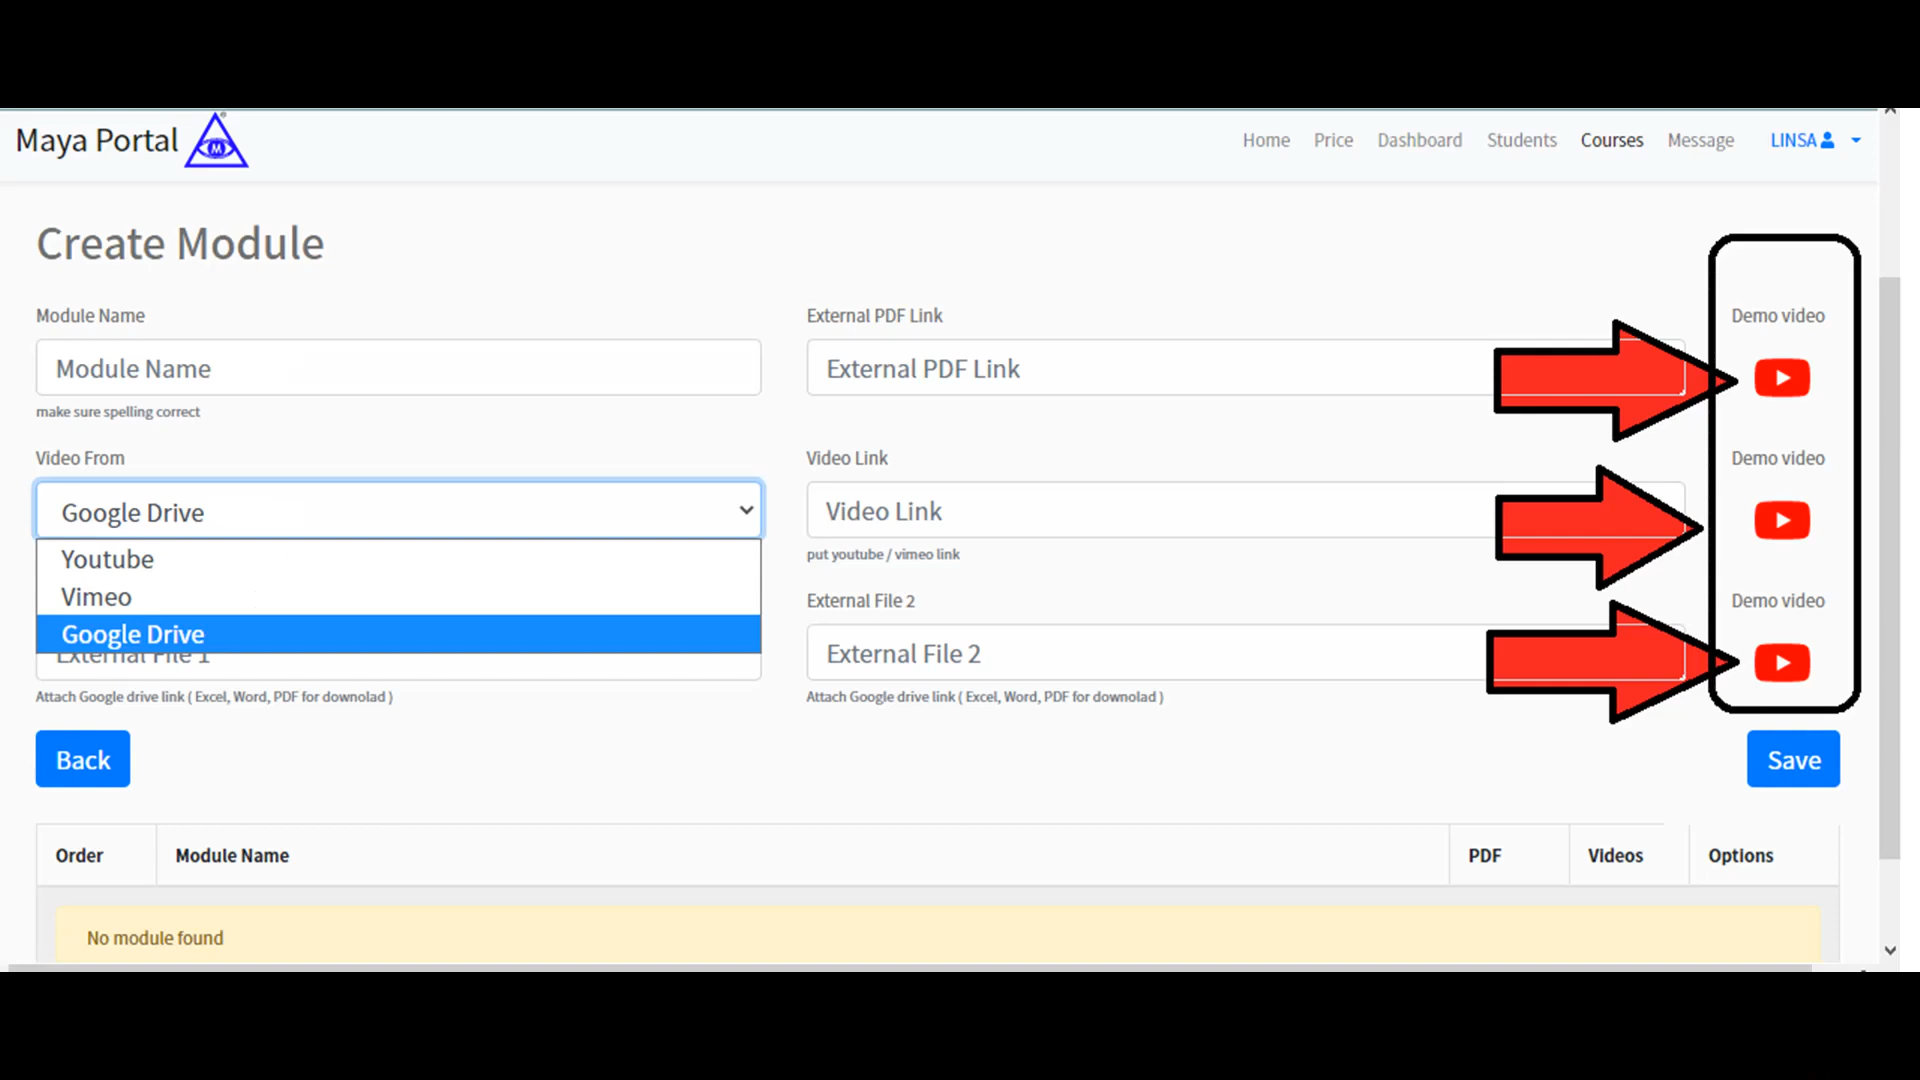 Maya Portal
M
Home Price Dashboard Students Courses Message LINSA
Create Module
Module Name
External PDF Link
Demo video
Module Name
External PDF Link
make sure spelling correct
Video From
Video Link
Demo video
Google Drive
Video Link
Youtube
put youtube / vimeo link
Vimeo
External File 2
Demo video
Google Drive
External File 1
External File 2
Attach Google drive link ( Excel, Word, PDF for downolad )
Attach Google drive link ( Excel, Word, PDF for downolad )
Back
Save
Order Module Name PDF Videos Options
No module found